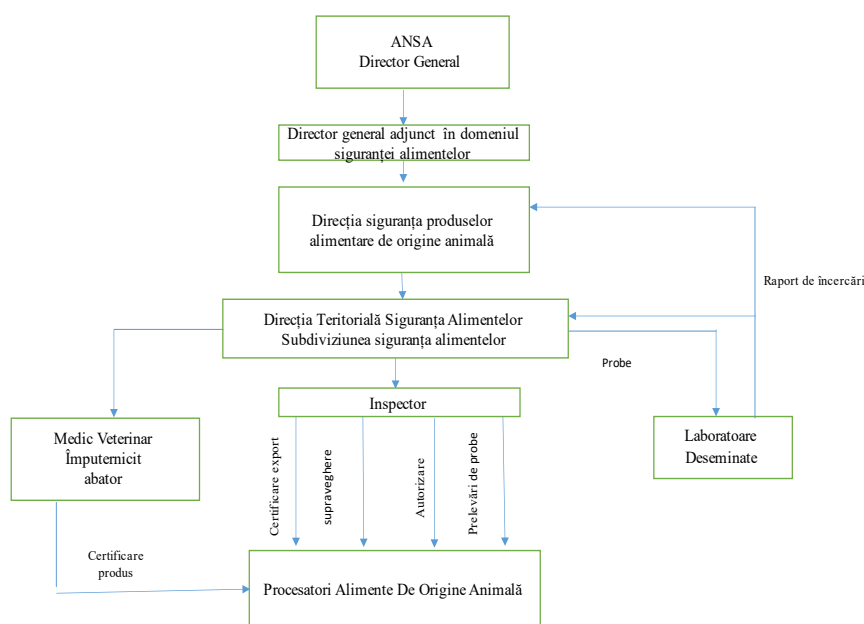 ANSA
Director General
Director general adjunct în domeniul
siguranței alimentelor
Direcția siguranța produselor
alimentare de origine animală
Raport de încercări
Direcția Teritorială Siguranța Alimentelor
Subdiviziunea siguranța alimentelor
Probe
Inspector
Medic Veterinar
Împuternicit
abator
Laboratoare
Deseminate
Certificare export
supraveghere
Autorizare
Prelevări de probe
Certificare
produs
Procesatori Alimente De Origine Animală